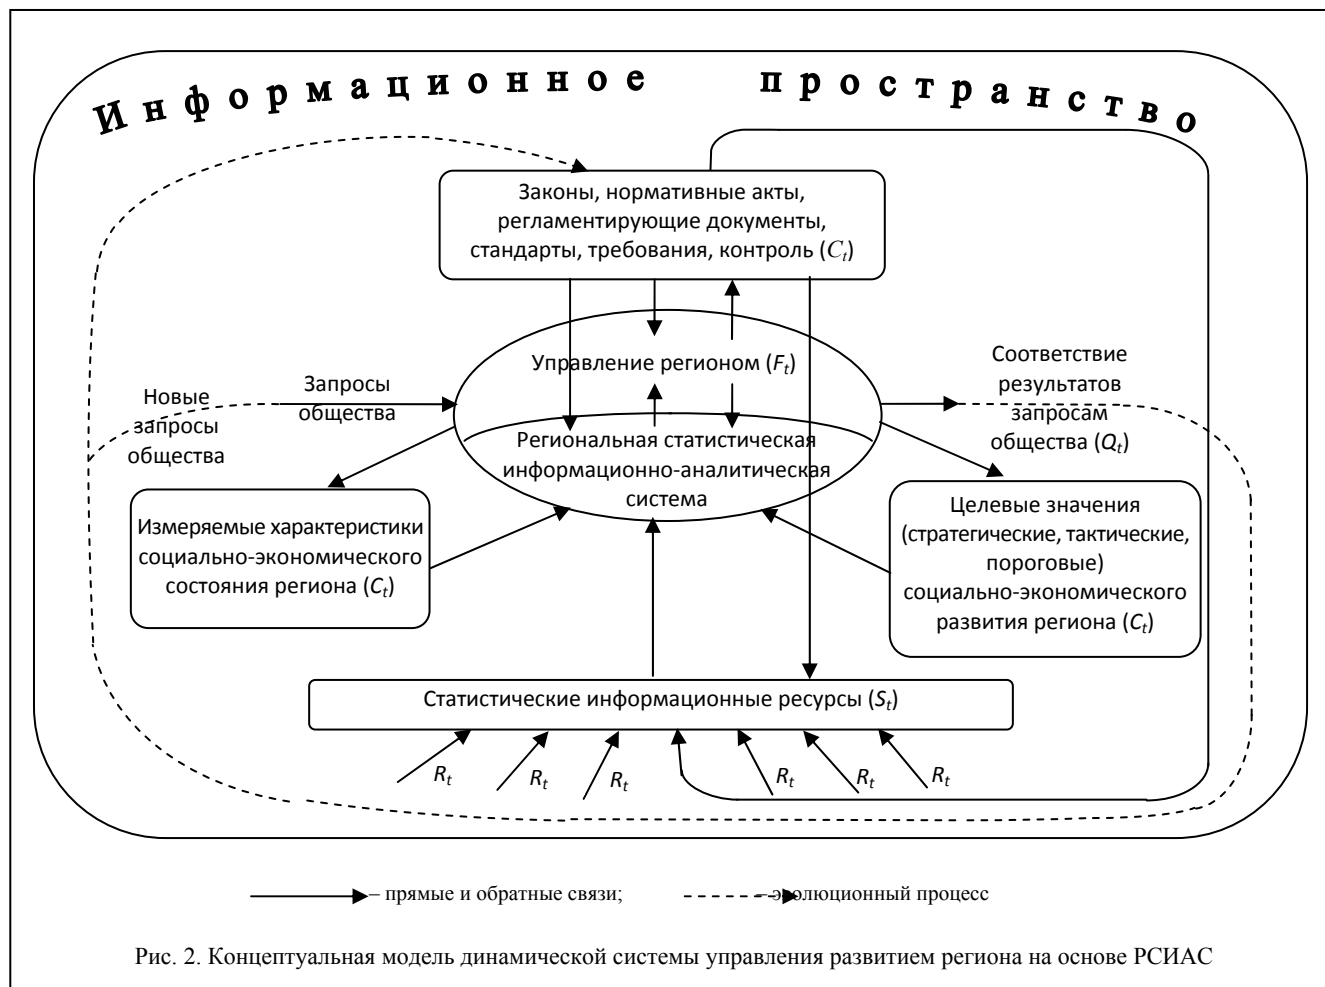 Информационное пространство
Законы, нормативные акты,
регламентирующие документы,
стандарты, требования, контроль (Ct)
Управление регионом (Ft)
Соответствие
результатов
запросам
общества (Qt)
Запросы
общества
Новые
запросы
общества
Региональная статистическая
информационно-аналитическая
система
Измеряемые характеристики
социально-экономического
состояния региона (Ct)
Целевые значения
(стратегические, тактические,
пороговые)
социально-экономического
развития региона (Ct)
Статистические информационные ресурсы (St)
Rt Rt Rt Rt Rt Rt
– прямые и обратные связи; – эволюционный процесс
Рис. 2. Концептуальная модель динамической системы управления развитием региона на основе РСИАС